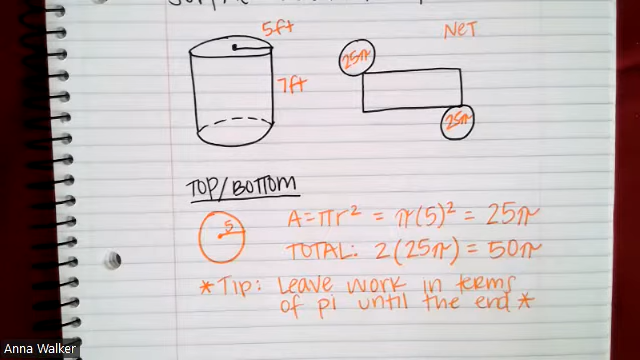 5ft
NET
25π
7ft
25π
TOP/BOTTOM
5
A=πr² = π(5)² = 25π
TOTAL: 2(25π) = 50π
*TIP: Leave work in terms
of pi until the end*
Anna Walker